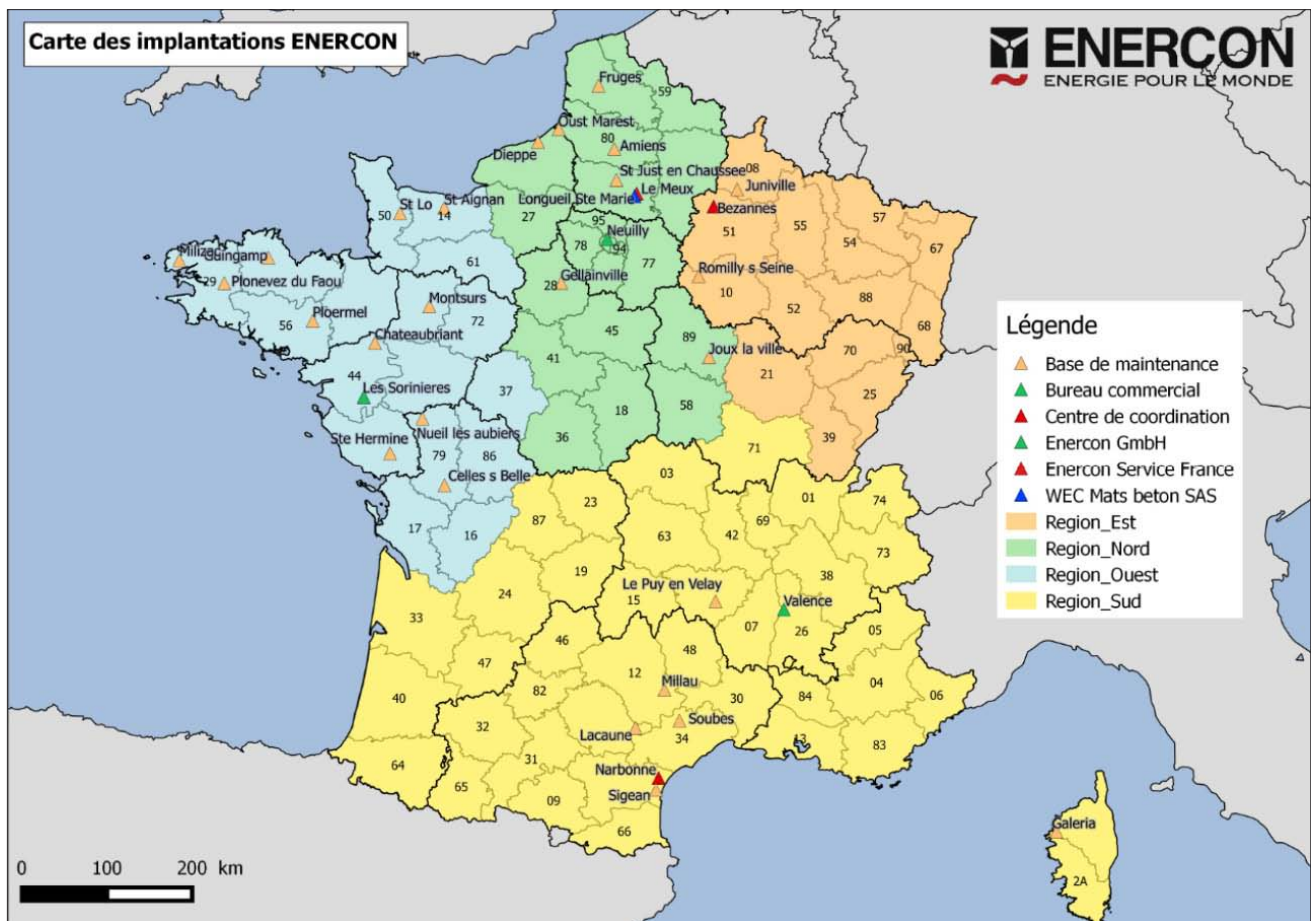 Carte des implantations ENERCON
ENERCON
ENERGIE POUR LE MONDE
Fruges
59
Oust Marest
80
Dieppe
Amiens
St Just en Chaussee
Le Meux
Longueil Ste Marie
08
Juniville
Bezannes
St Lo
St Aignan
50
14
27
95
Neuilly
78
94
77
51
55
57
54
67
61
Milizac
Guingamp
29
Plonevez du Faou
28
Gellainville
Romilly s Seine
10
52
88
68
56
Ploermel
Montsurs
72
Chateaubriant
45
89
Joux la ville
70
90
41
21
25
44
Les Sorinieres
37
18
58
39
36
Ste Hermine
Nueil les aubiers
79
86
71
Celles s Belle
03
01
74
23
87
69
17
16
63
42
73
19
38
24
Le Puy en Velay
15
Valence
33
07
26
05
46
48
47
12
Millau
04
40
82
30
84
06
32
Soubes
Lacaune
34
13
83
31
64
Narbonne
65
Sigean
09
66
Galeria
2A
Légende
Base de maintenance
Bureau commercial
Centre de coordination
Enercon GmbH
Enercon Service France
WEC Mats beton SAS
Region_Est
Region_Nord
Region_Ouest
Region_Sud
0 100 200 km